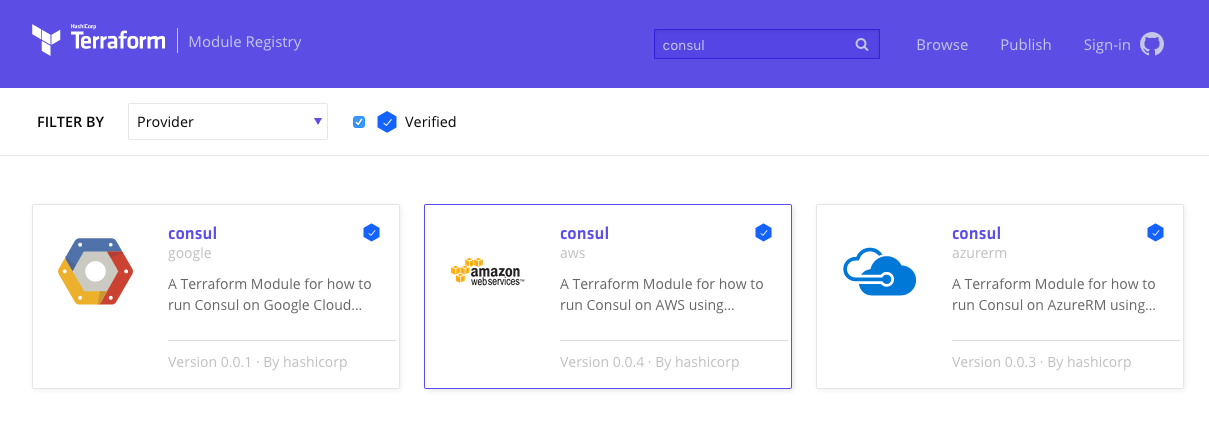 HashiCorp
Terraform
Module Registry
consul
Browse
Publish
Sign-in
FILTER BY
Provider
Verified
consul
google
A Terraform Module for how to
run Consul on Google Cloud...
Version 0.0.1 · By hashicorp
amazon
webservices™
consul
aws
A Terraform Module for how to
run Consul on AWS using...
Version 0.0.4 · By hashicorp
consul
azurerm
A Terraform Module for how to
run Consul on AzureRM using...
Version 0.0.3 · By hashicorp